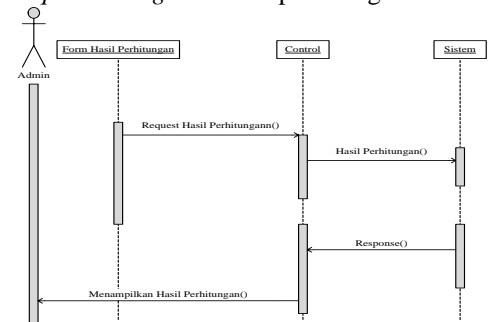 Form Hasil Perhitungan
Control
Sistem
Admin
Request Hasil Perhitungann()
Hasil Perhitungan()
Response()
Menampilkan Hasil Perhitungan()